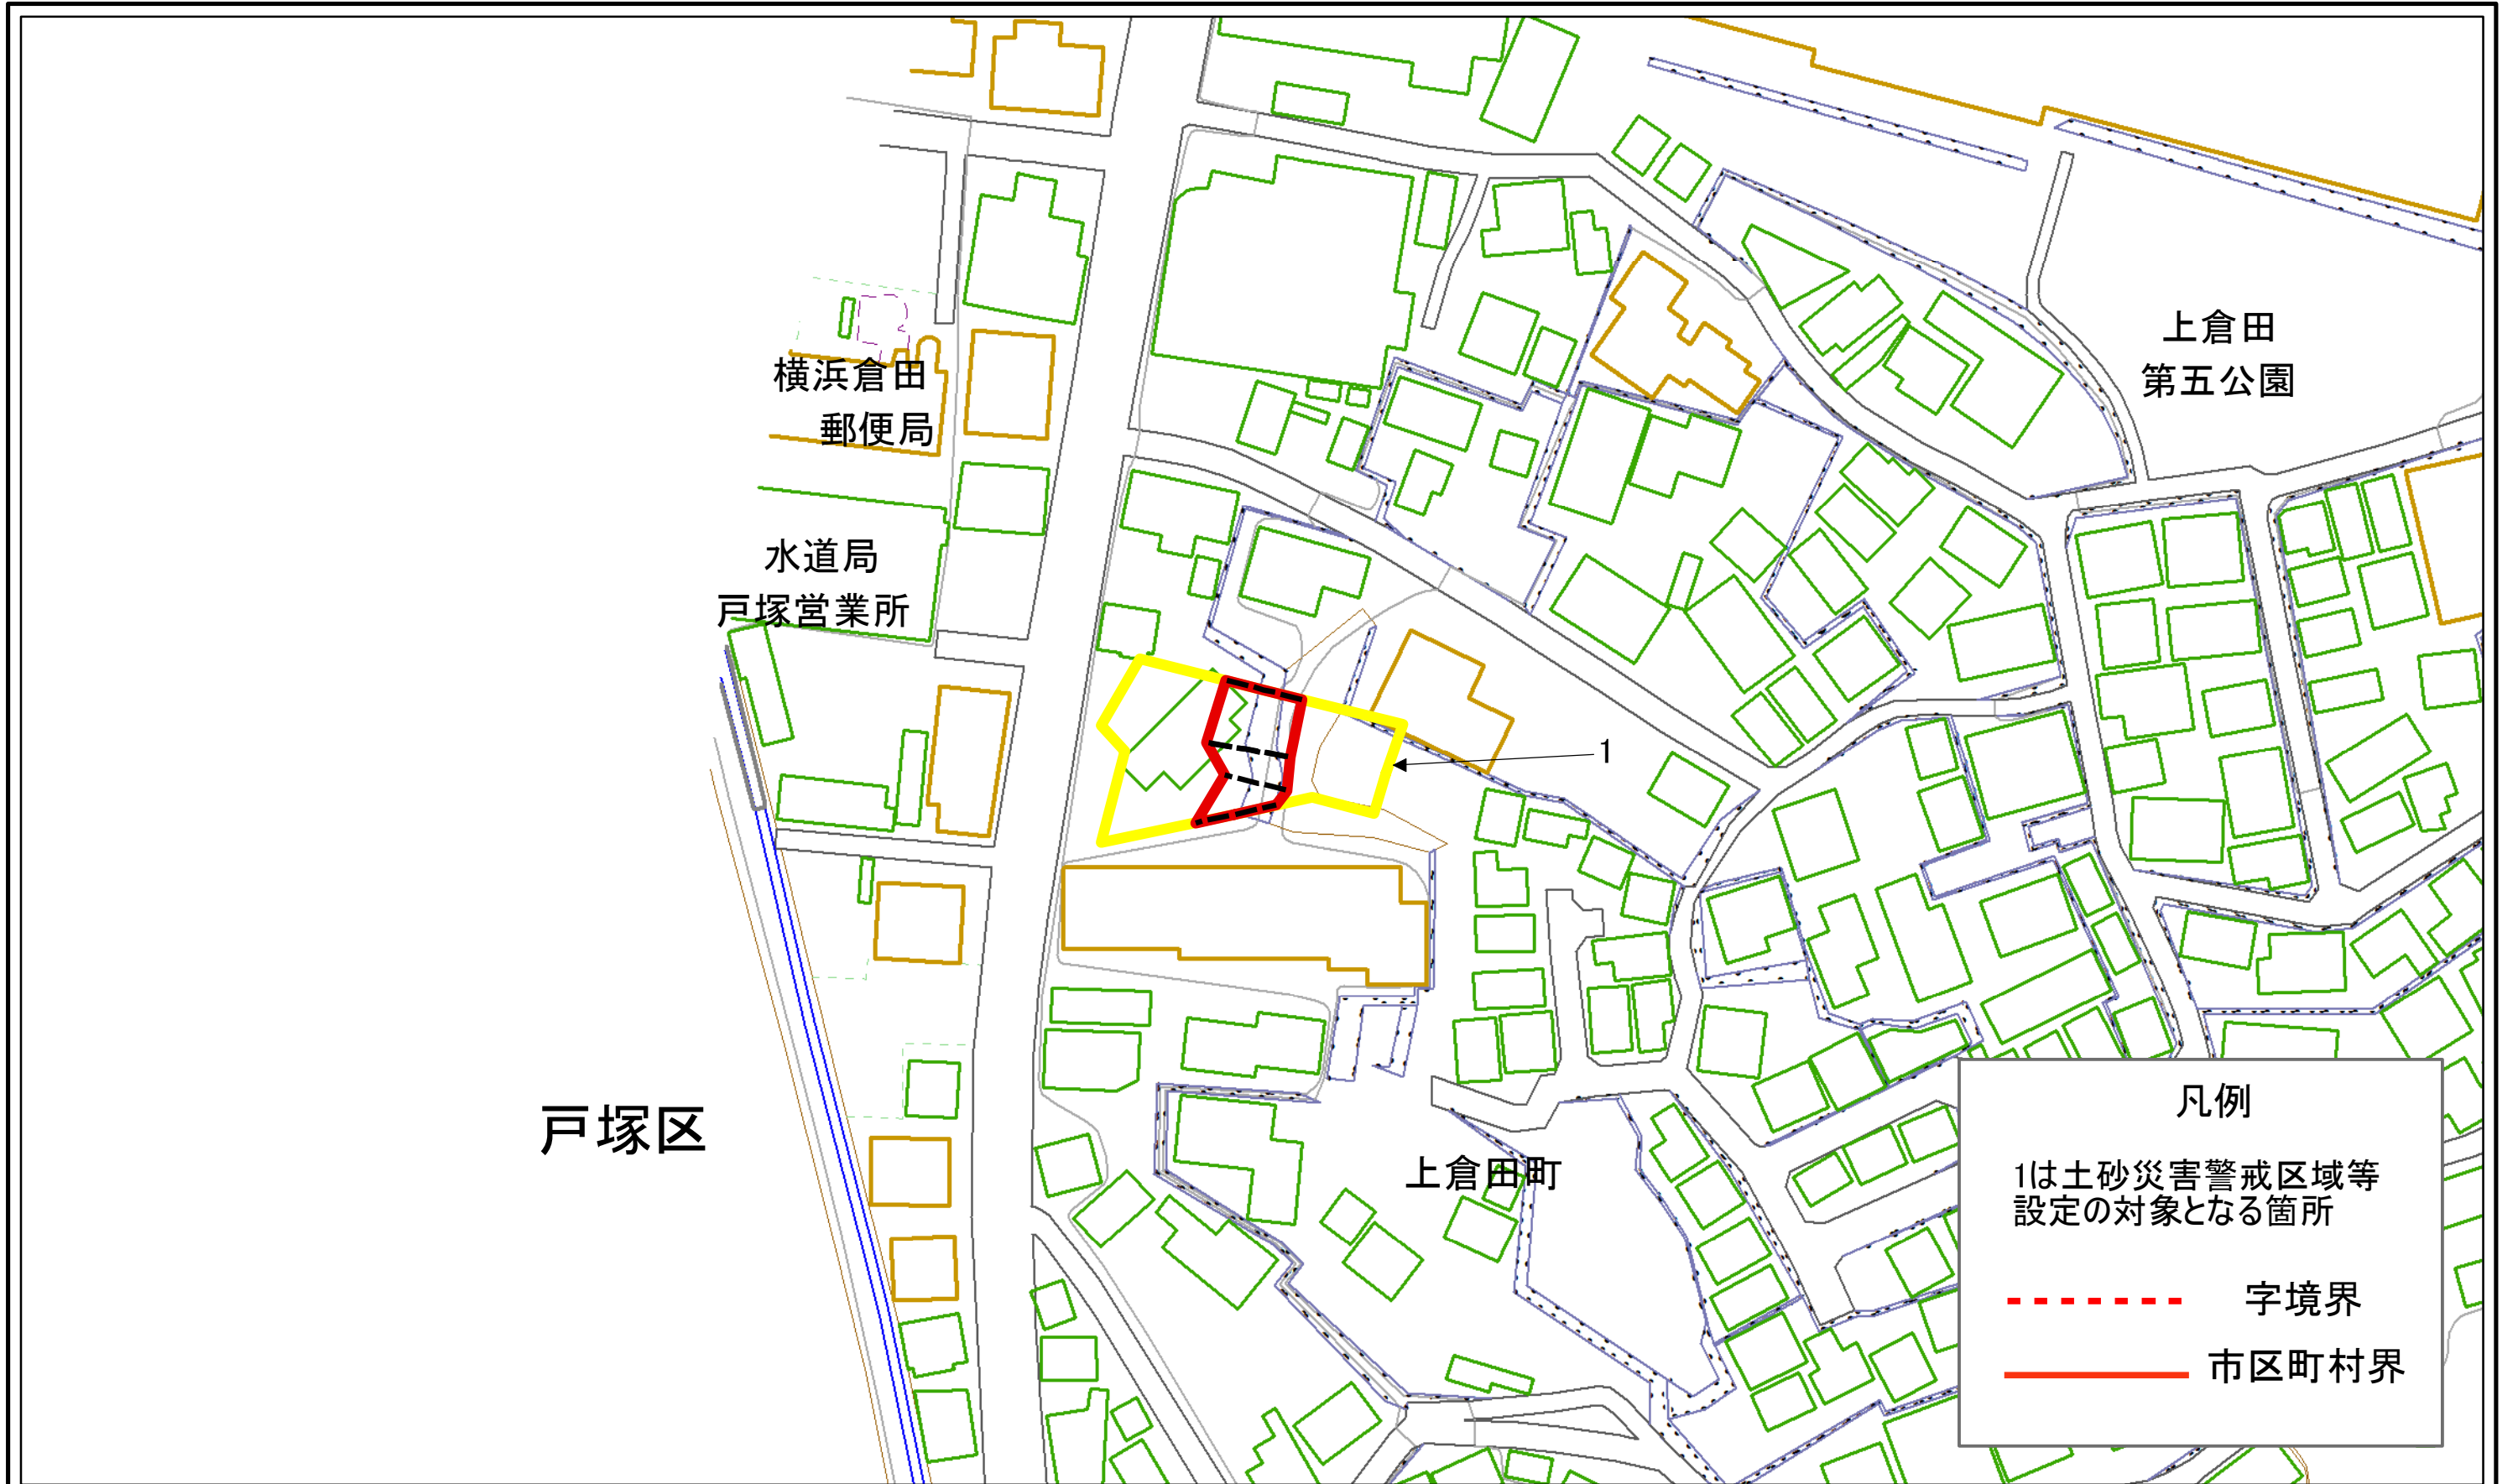 上倉田
第五公園
横浜倉田
郵便局
水道局
戸塚営業所
1
戸塚区
上倉田町
凡例
1は土砂災害警戒区域等
設定の対象となる箇所
字境界
市区町村界